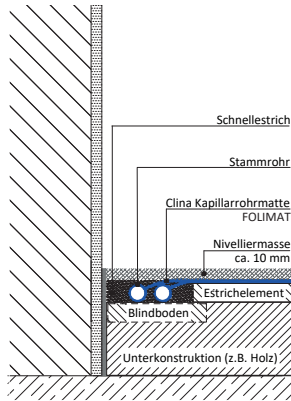 Schnellestrich
Stammrohr
Clina Kapillarrohrmatte
FOLIMAT
Nivelliermasse
ca. 10 mm
Estrichelement
Blindboden
Unterkonstruktion (z.B. Holz)